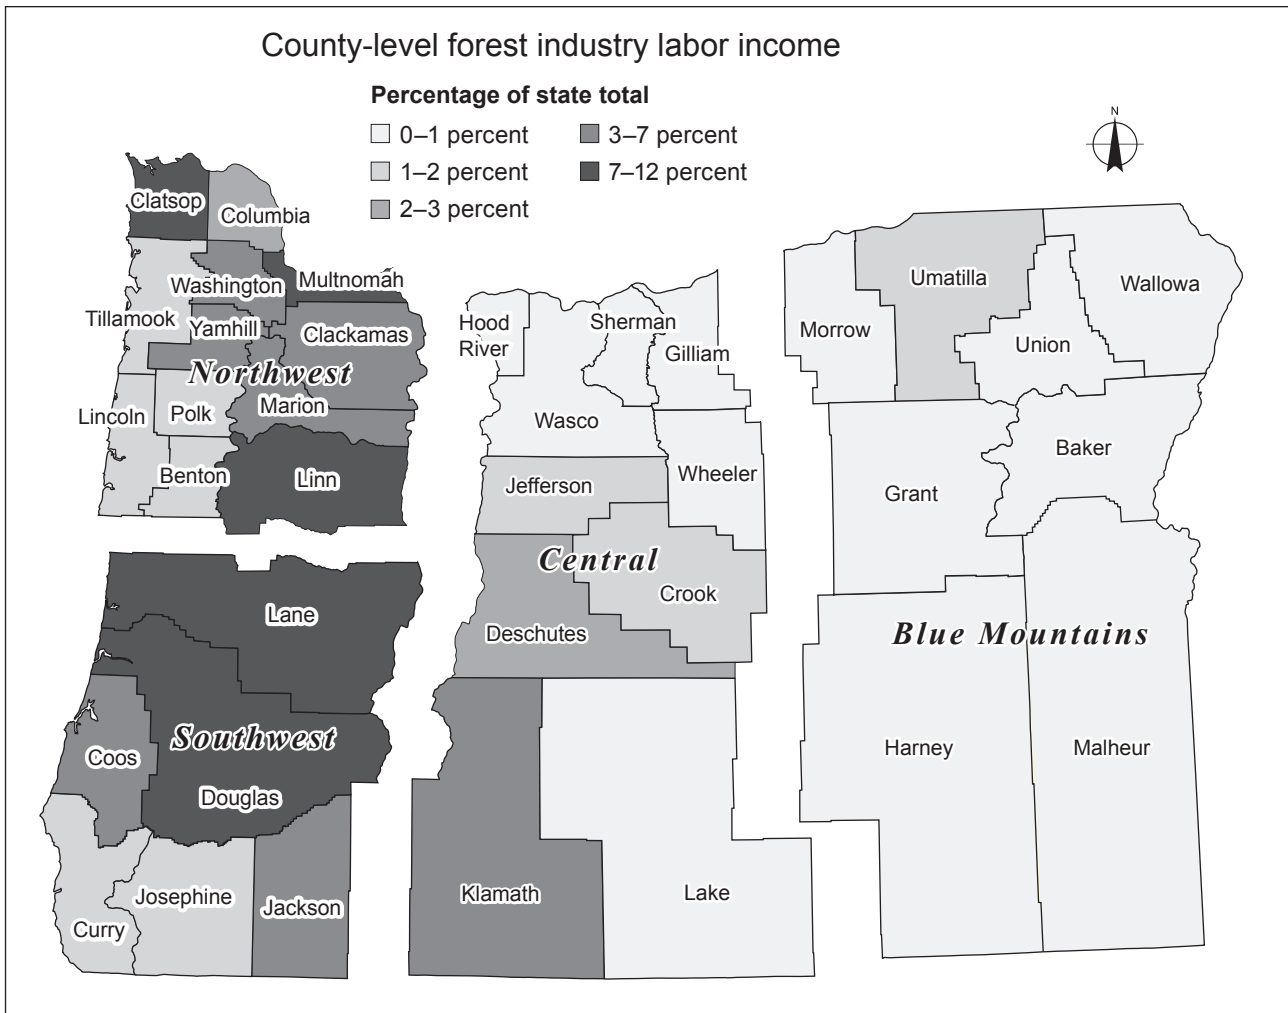 County-level forest industry labor income
Percentage of state total
0–1 percent
1–2 percent
2–3 percent
3–7 percent
7–12 percent
N
Clatsop
Columbia
Washington
Multnomah
Tillamook
Yamhill
Clackamas
Northwest
Lincoln
Polk
Marion
Benton
Linn
Lane
Southwest
Coos
Douglas
Josephine
Jackson
Curry
Hood
River
Sherman
Gilliam
Wasco
Wheeler
Jefferson
Central
Crook
Deschutes
Klamath
Lake
Umatilla
Wallowa
Morrow
Union
Baker
Grant
Blue Mountains
Harney
Malheur